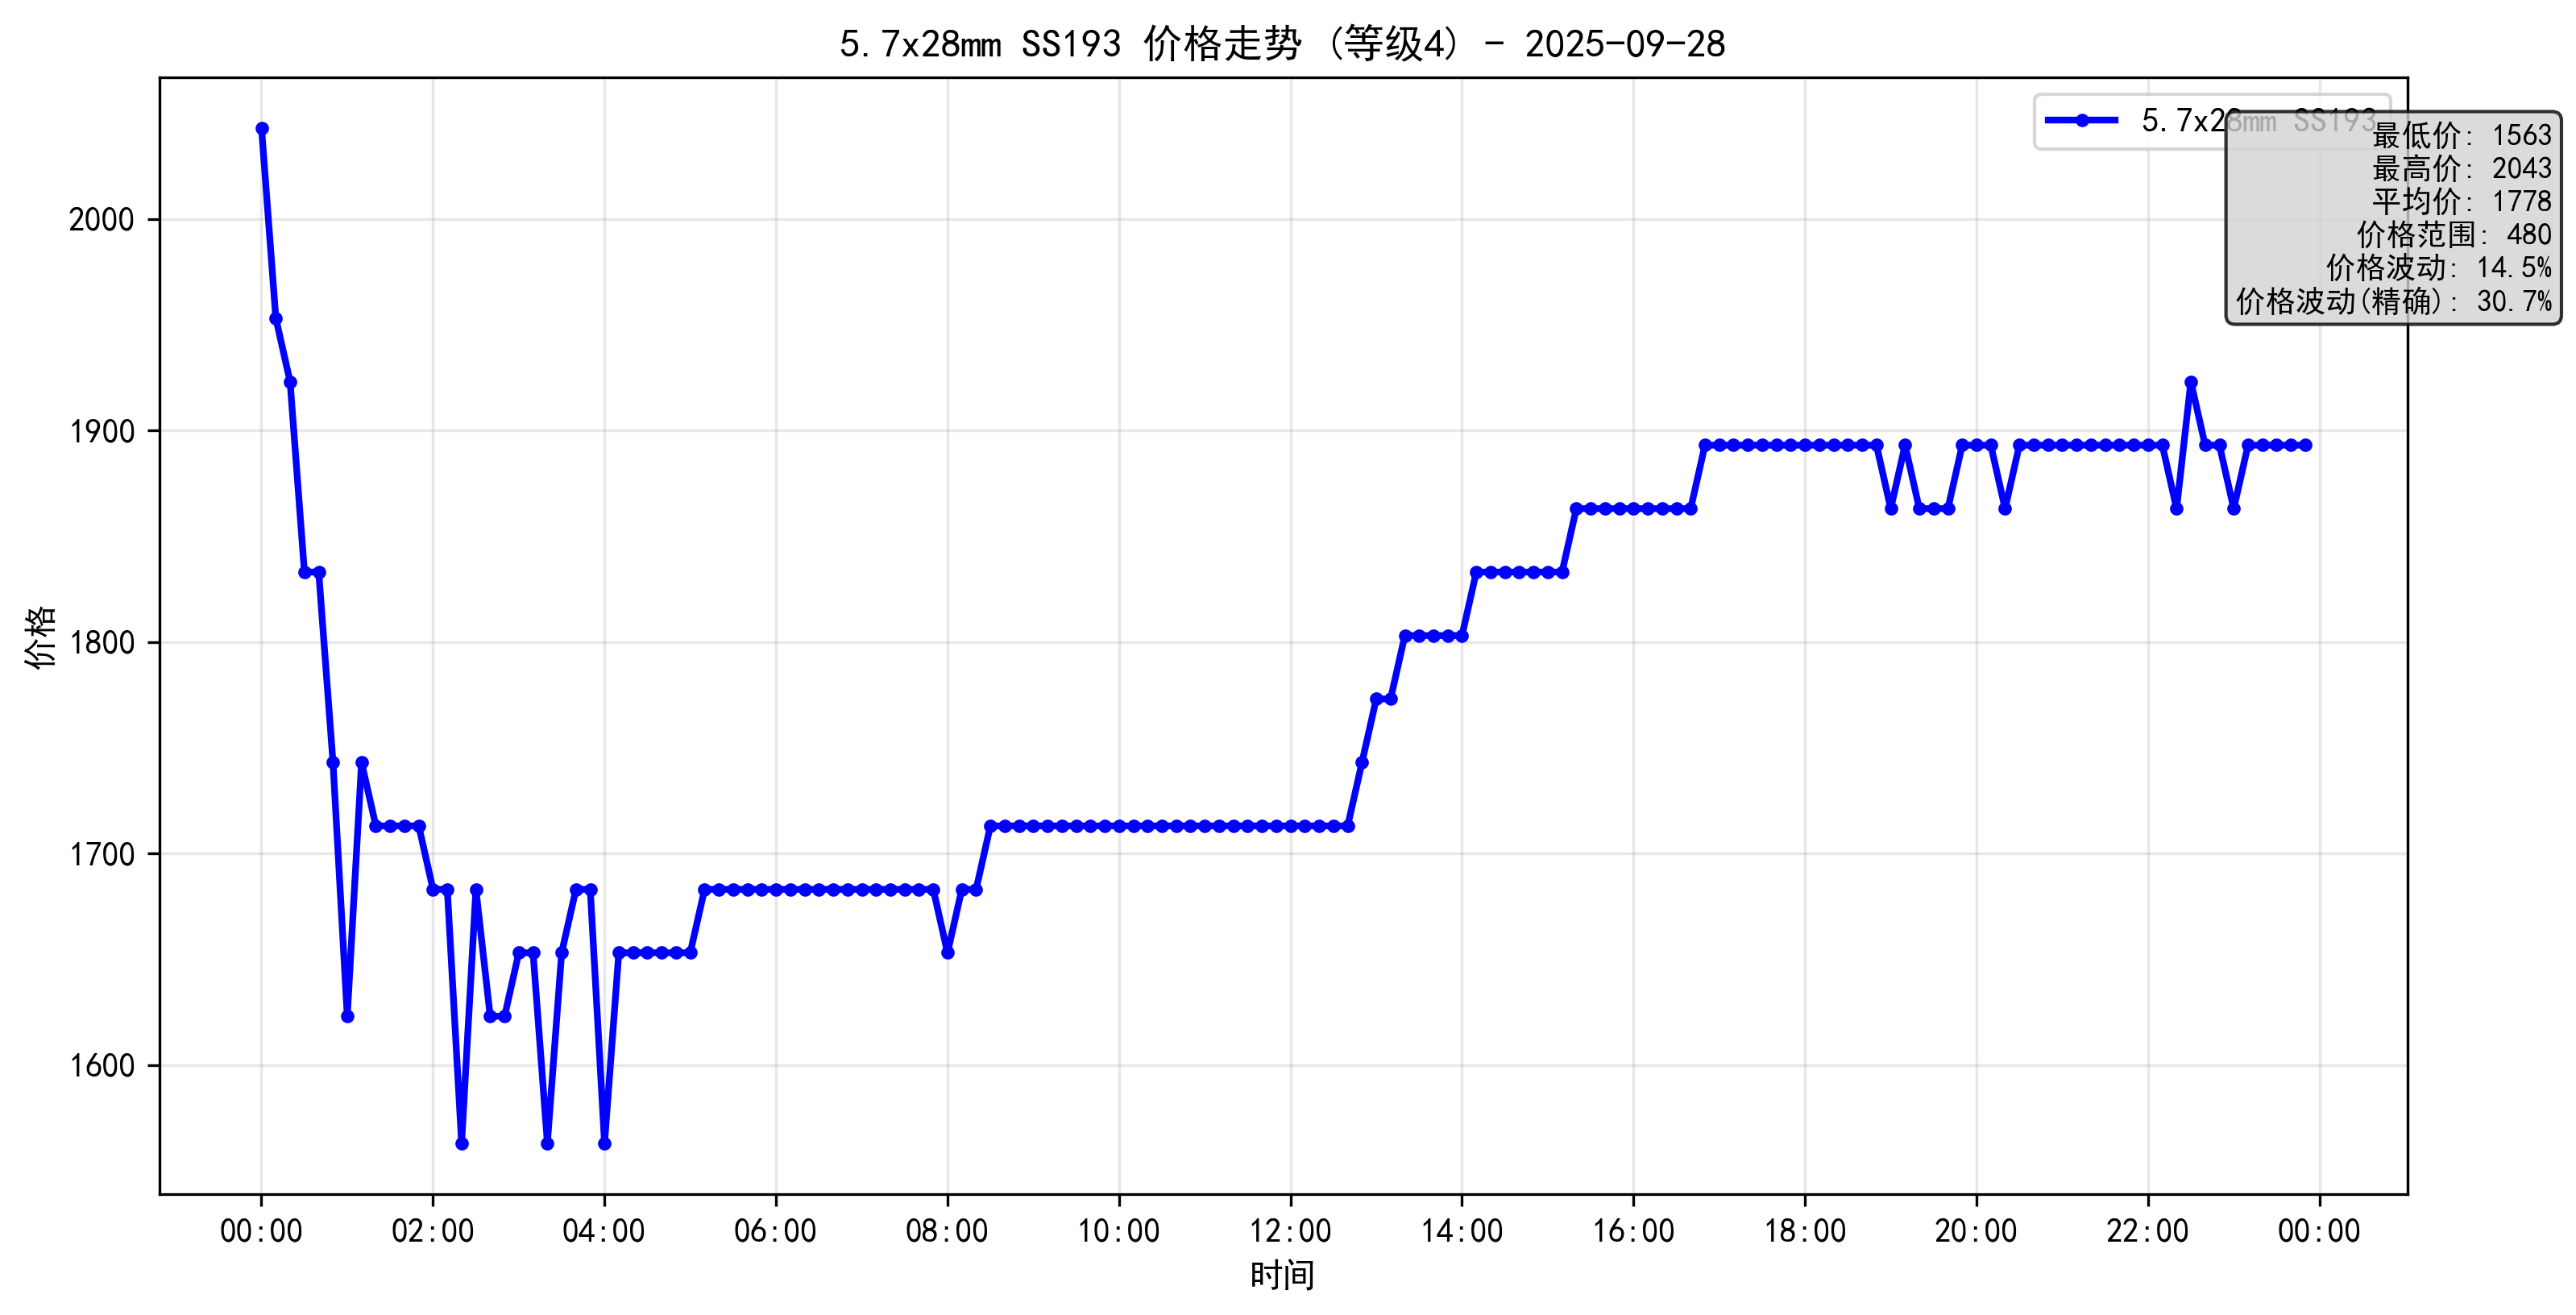 5.7x28mm SS193 价格走势 (等级4) - 2025-09-28
5.7x28mm SS193
最低价: 1563
最高价: 2043
平均价: 1778
价格范围: 480
价格波动: 14.5%
价格波动(精确): 30.7%
2000
1900
1800
1700
1600
价格
00:00 02:00 04:00 06:00 08:00 10:00 12:00 14:00 16:00 18:00 20:00 22:00 00:00
时间